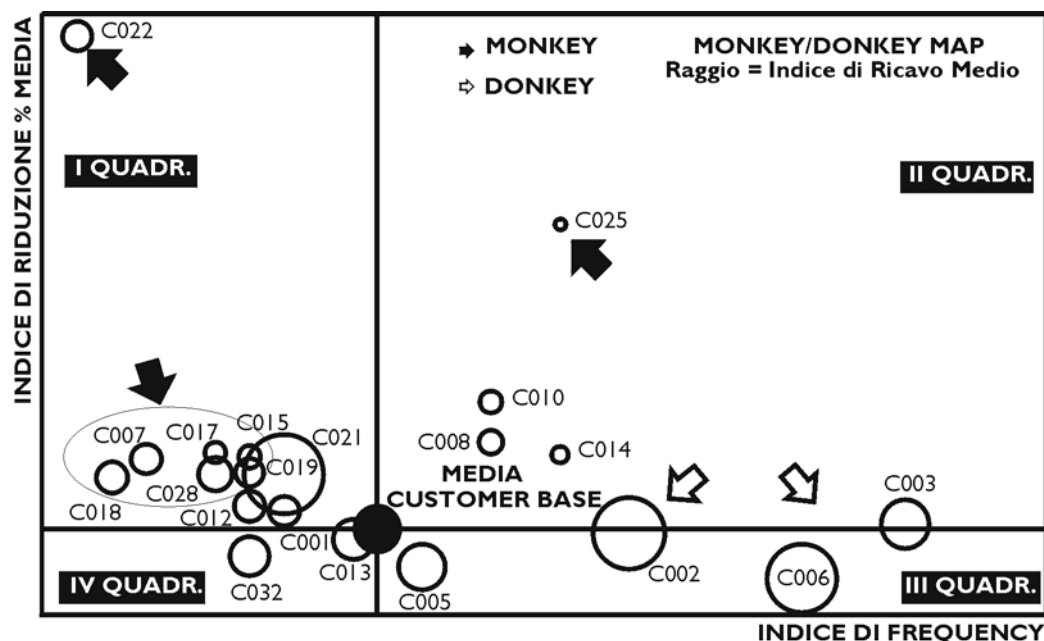 C022
MONKEY
DONKEY
MONKEY/DONKEY MAP
Raggio = Indice di Ricavo Medio
INDICE DI RIDUZIONE % MEDIA
I QUADR.
II QUADR.
C025
C010
C008
C014
C007
C017
C015
C021
C019
C028
C018
C012
MEDIA
CUSTOMER BASE
C003
C001
C013
C032
C005
C002
C006
IV QUADR.
III QUADR.
INDICE DI FREQUENCY